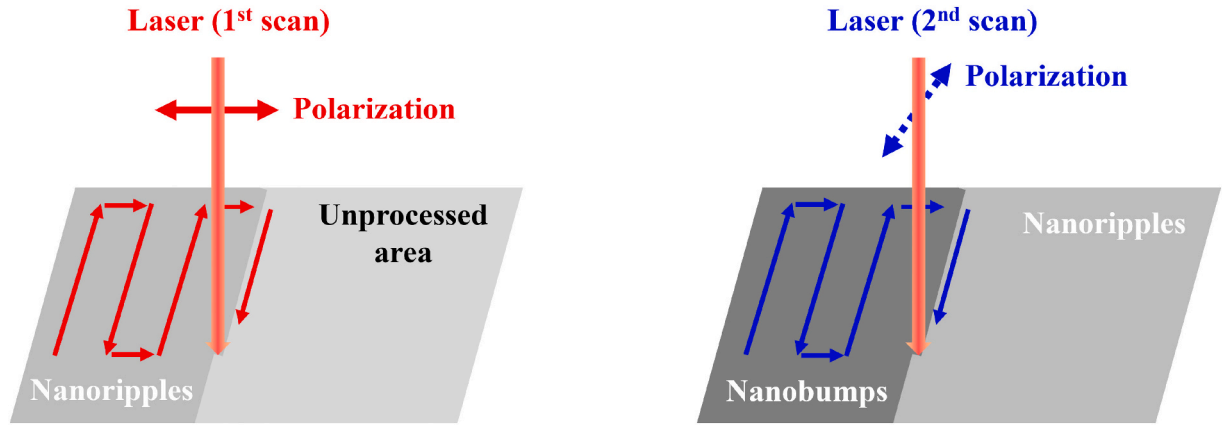 Laser (1st scan)
Polarization
Unprocessed
area
Nanoripples
Laser (2nd scan)
Polarization
Nanoripples
Nanobumps